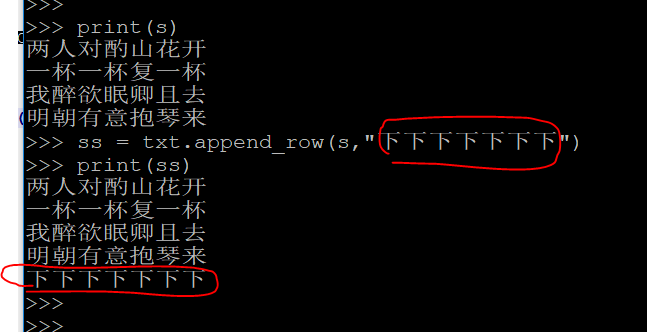 >>>
>>> print(s)
两人对酌山花开
一杯一杯复一杯
我醉欲眠卿且去
明朝有意抱琴来
>>> ss = txt.append_row(s,"下下下下下下下")
>>> print(ss)
两人对酌山花开
一杯一杯复一杯
我醉欲眠卿且去
明朝有意抱琴来
下下下下下下下
>>>
>>>